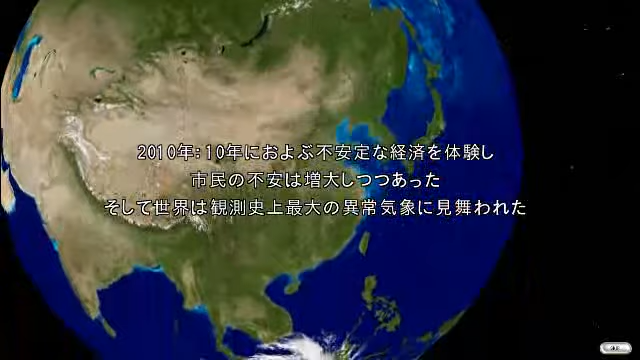 2010年：10年におよぶ不安定な経済を体験し
市民の不安は増大しつつあった
そして世界は観測史上最大の異常気象に見舞われた